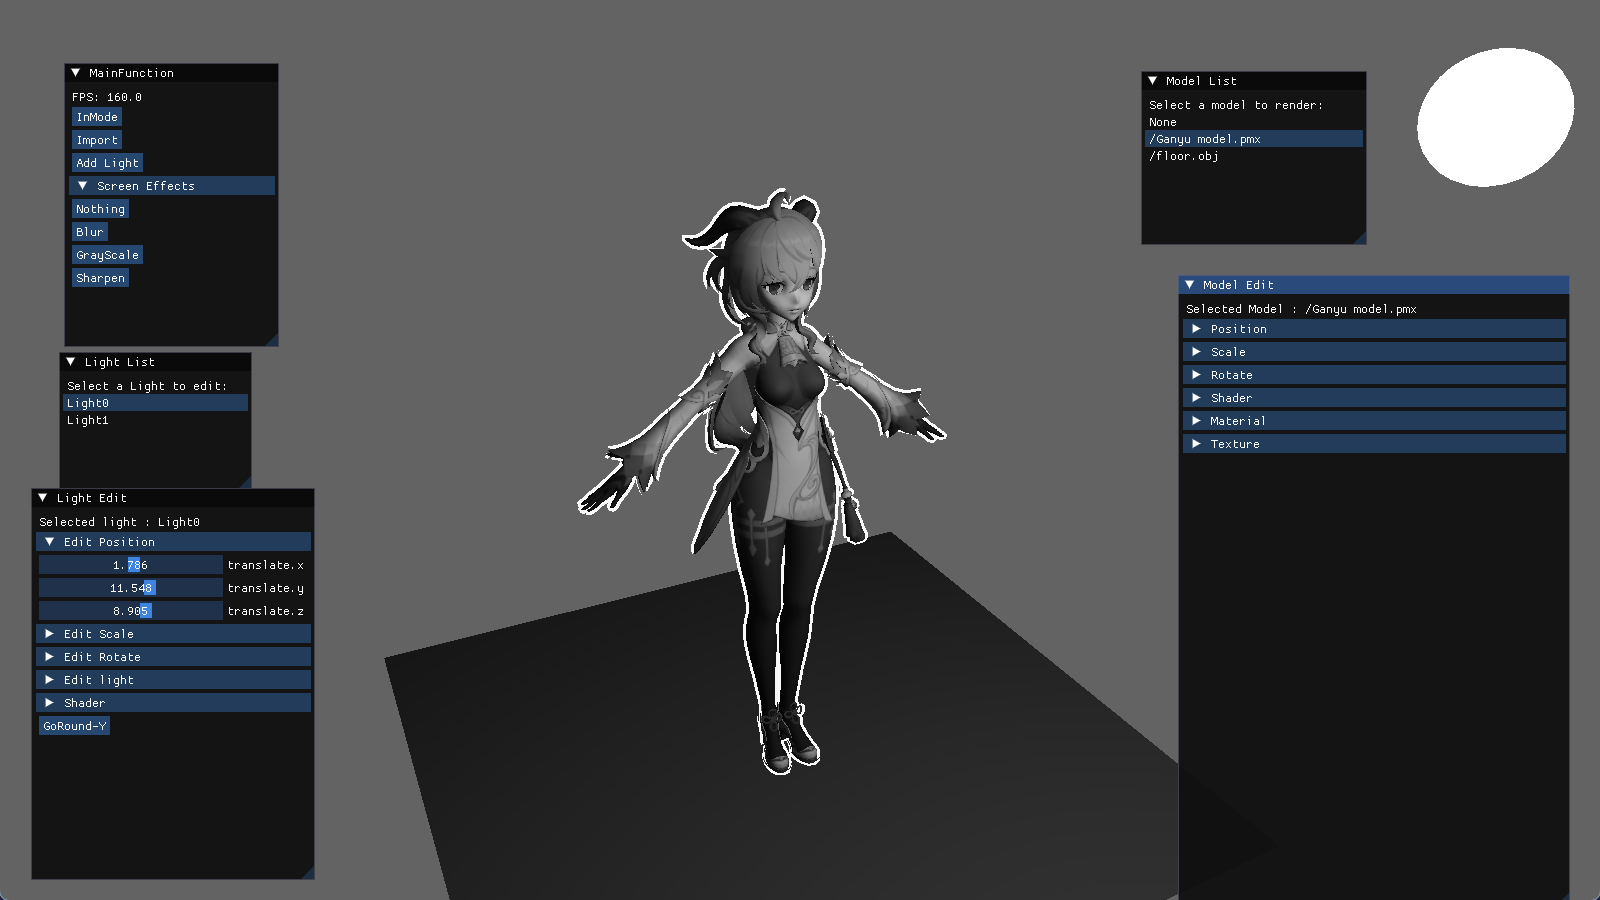 MainFunction
FPS: 160.0
InMode
Import
Add Light
Screen Effects
Nothing
Blur
GrayScale
Sharpen
Light List
Select a Light to edit:
Light0
Light1
Light Edit
Selected light : Light0
Edit Position
1.786 translate.x
11.548 translate.y
8.905 translate.z
Edit Scale
Edit Rotate
Edit light
Shader
GoRound-Y
Model List
Select a model to render:
None
/Ganyu model.pmx
/floor.obj
Model Edit
Selected Model : /Ganyu model.pmx
Position
Scale
Rotate
Shader
Material
Texture